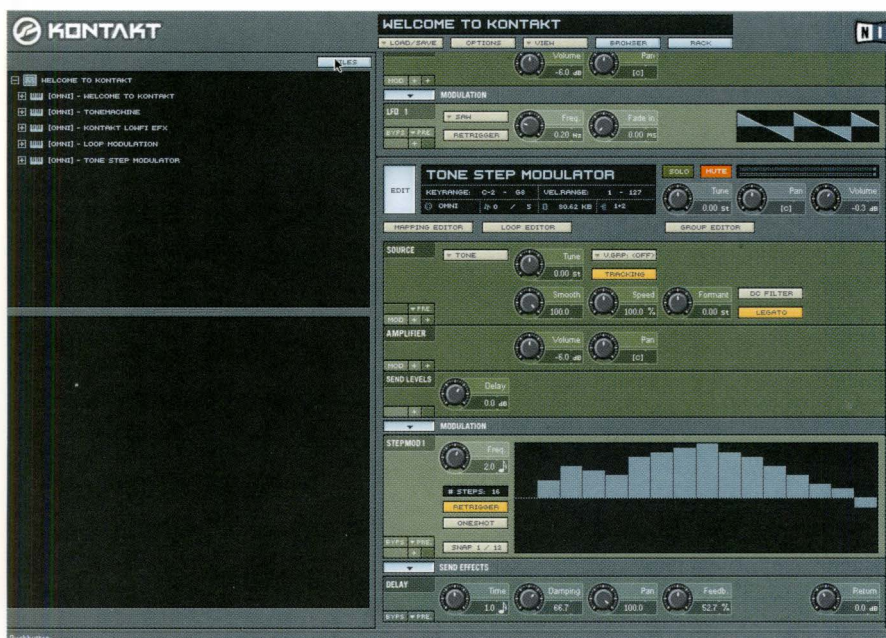 KONTAKT
FILES
WELCOME TO KONTAKT
[OMNI] - WELCOME TO KONTAKT
[OMNI] - TONEMACHINE
[OMNI] - KONTAKT LOWFI EFX
[OMNI] - LOOP MODULATION
[OMNI] - TONE STEP MODULATOR
WELCOME TO KONTAKT
NI
LOAD/SAVE OPTIONS VIEW BROWSER RACK
Volume Pan
-6.0 dB [C]
MOD + +
MODULATION
LFO 1
SAW Freq. Fade in
BYPS PRE RETRIGGER 0.20 Hz 0.00 MS
+
TONE STEP MODULATOR SOLO MUTE
EDIT KEYRANGE: C-2 - G8 VEL.RANGE: 1 - 127 Tune Pan Volume
OMNI 0 / 5 90.62 KB 1+2 0.00 St [C] -0.3 dB
MAPPING EDITOR LOOP EDITOR GROUP EDITOR
SOURCE TONE Tune V.GRP: (OFF)
0.00 St TRACKING
Smooth Speed Formant DC FILTER
PRE 100.0 100.0 % 0.00 St LEGATO
MOD + +
AMPLIFIER Volume Pan
-6.0 dB [C]
MOD + +
SEND LEVELS Delay
0.0 dB
+
MODULATION
STEPMOD1 Freq.
2.0
# STEPS: 16
RETRIGGER
ONESHOT
BYPS PRE SNAP 1 / 12
+
SEND EFFECTS
DELAY Time Damping Pan Feedb. Return
1.0 66.7 100.0 52.7 % 0.0 dB
BYPS PRE